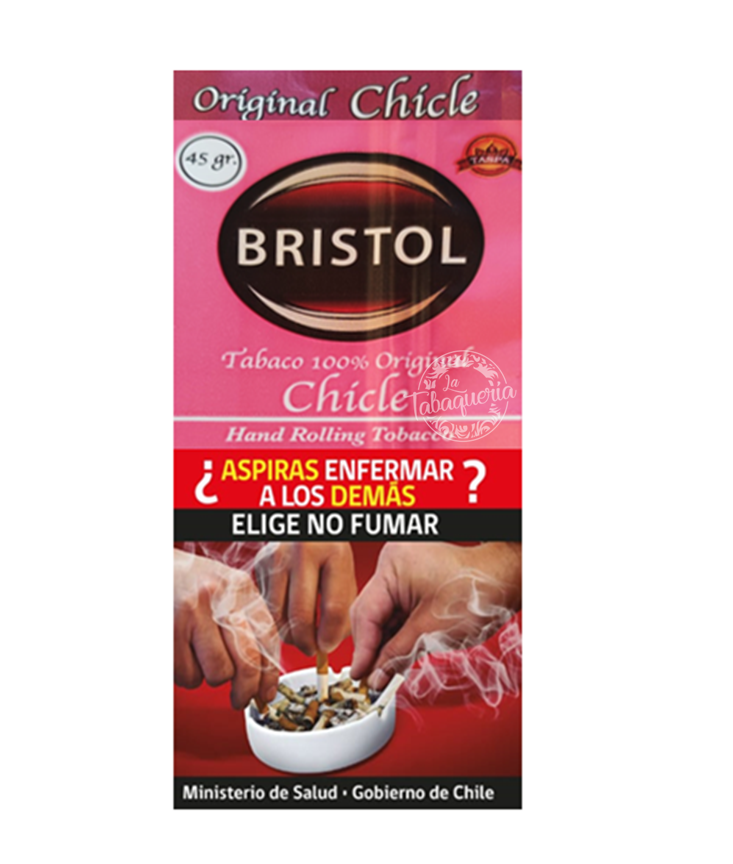 Original Chicle
45 gr.
TABPA
BRISTOL
Tabaco 100% Original
Chicle
La
Tabaquería
Hand Rolling Tobacco
¿ASPIRAS ENFERMAR
A LOS DEMÁS?
ELIGE NO FUMAR
Ministerio de Salud · Gobierno de Chile